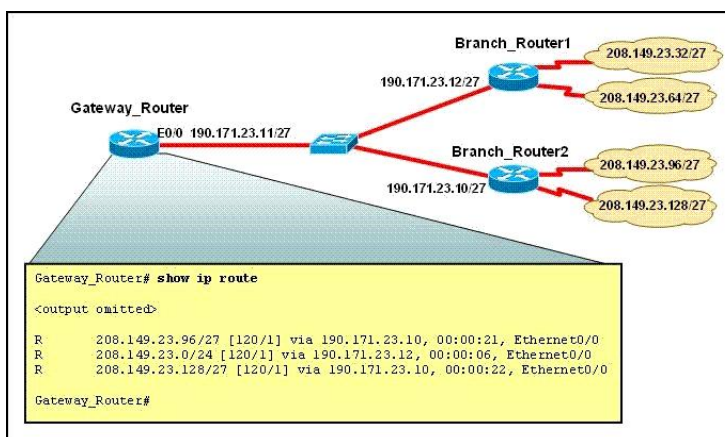 Branch_Router1
208.149.23.32/27
190.171.23.12/27
208.149.23.64/27
Gateway_Router
E0/0 190.171.23.11/27
Branch_Router2
208.149.23.96/27
190.171.23.10/27
208.149.23.128/27
Gateway_Router# show ip route
<output omitted>
R 208.149.23.96/27 [120/1] via 190.171.23.10, 00:00:21, Ethernet0/0
R 208.149.23.0/24 [120/1] via 190.171.23.12, 00:00:06, Ethernet0/0
R 208.149.23.128/27 [120/1] via 190.171.23.10, 00:00:22, Ethernet0/0
Gateway_Router#